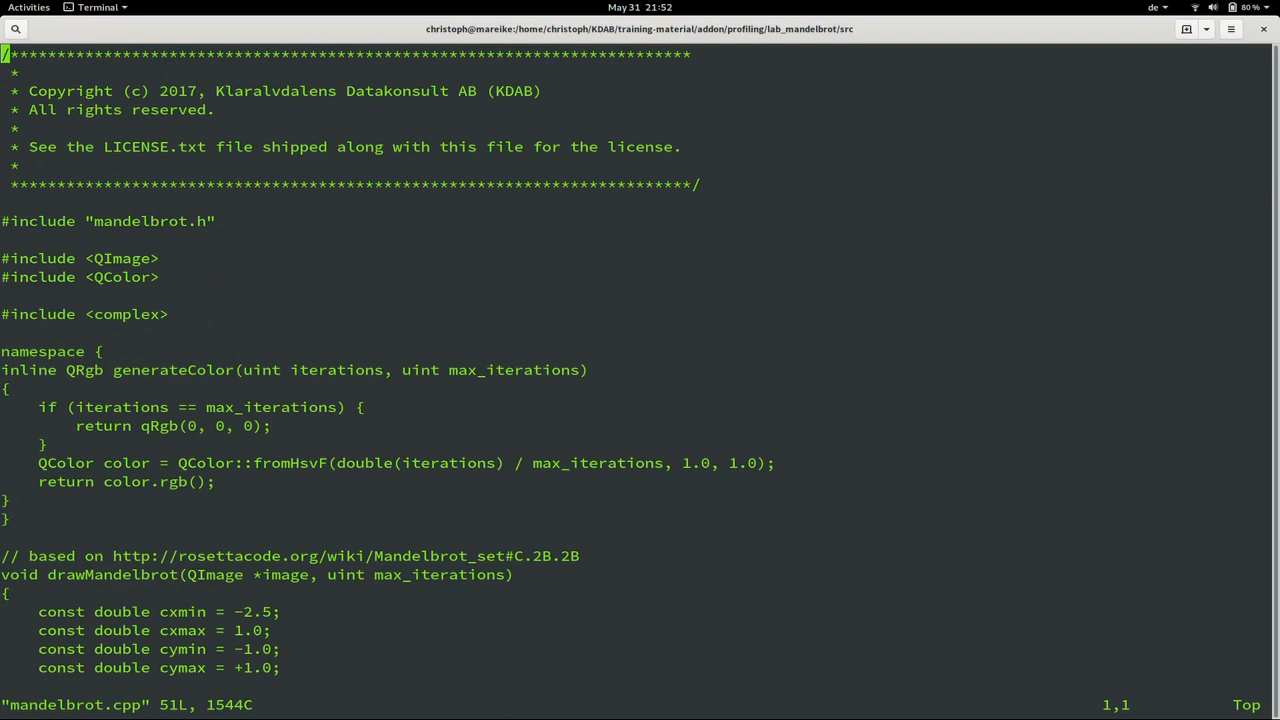 Activities Terminal May 31 21:52 de 80%
christoph@mareike:/home/christoph/KDAB/training-material/addon/profiling/lab_mandelbrot/src
/*************************************************************************
 *
 * Copyright (c) 2017, Klaralvdalens Datakonsult AB (KDAB)
 * All rights reserved.
 *
 * See the LICENSE.txt file shipped along with this file for the license.
 *
 *************************************************************************/
#include "mandelbrot.h"
#include <QImage>
#include <QColor>
#include <complex>
namespace {
inline QRgb generateColor(uint iterations, uint max_iterations)
{
    if (iterations == max_iterations) {
        return qRgb(0, 0, 0);
    }
    QColor color = QColor::fromHsvF(double(iterations) / max_iterations, 1.0, 1.0);
    return color.rgb();
}
}
// based on http://rosettacode.org/wiki/Mandelbrot_set#C.2B.2B
void drawMandelbrot(QImage *image, uint max_iterations)
{
    const double cxmin = -2.5;
    const double cxmax = 1.0;
    const double cymin = -1.0;
    const double cymax = +1.0;
"mandelbrot.cpp" 51L, 1544C 1,1 Top